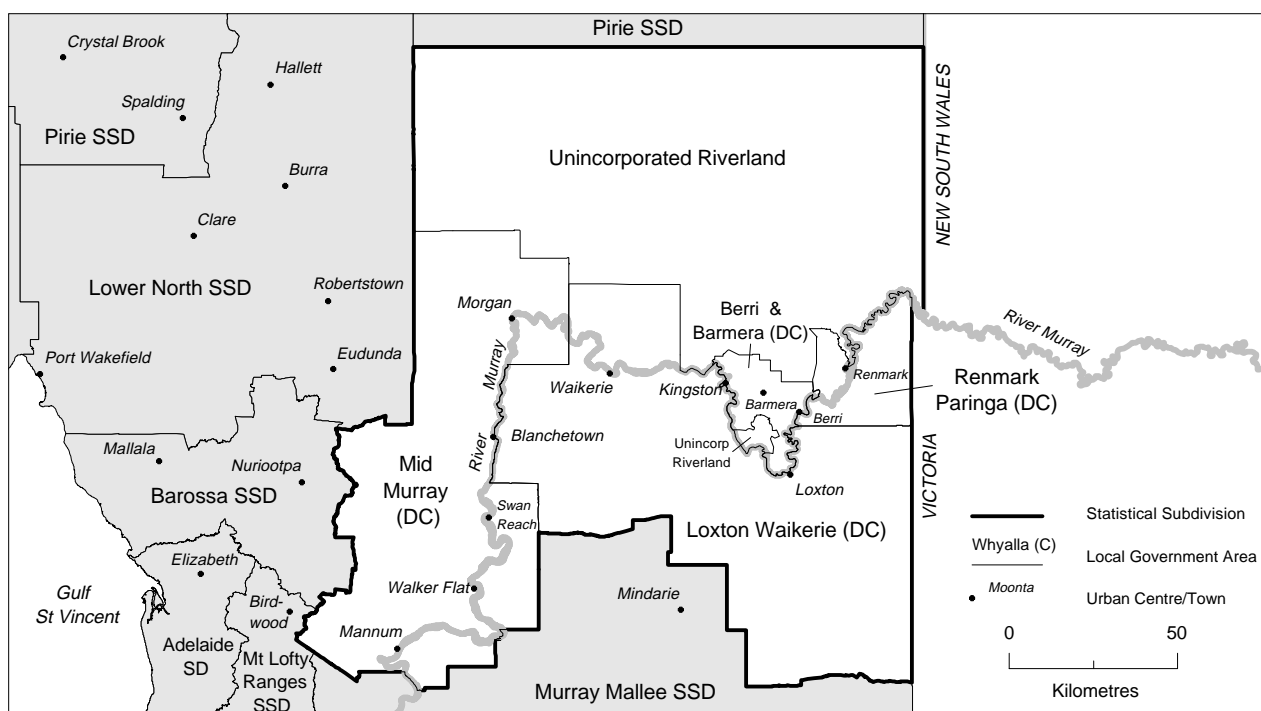 Pirie SSD
Crystal Brook
Hallett
Spalding
Pirie SSD
NEW SOUTH WALES
Unincorporated Riverland
Burra
Clare
Lower North SSD
Robertstown
Morgan
Berri &
Barmera (DC)
River Murray
Port Wakefield
Eudunda
Murray
River
Waikerie
Kingston
Renmark
Renmark
Paringa (DC)
Barmera
Berri
Mallala
Blanchetown
Unincorp
Riverland
Nuriootpa
Mid
Murray
(DC)
Barossa SSD
Loxton
VICTORIA
Swan
Reach
Loxton Waikerie (DC)
Statistical Subdivision
Whyalla (C)
Local Government Area
Moonta
Urban Centre/Town
Elizabeth
Gulf
St Vincent
Walker Flat
Mindarie
Bird-
wood
Mannum
Adelaide
SD
Mt Lofty
Ranges
SSD
Murray Mallee SSD
0
50
Kilometres